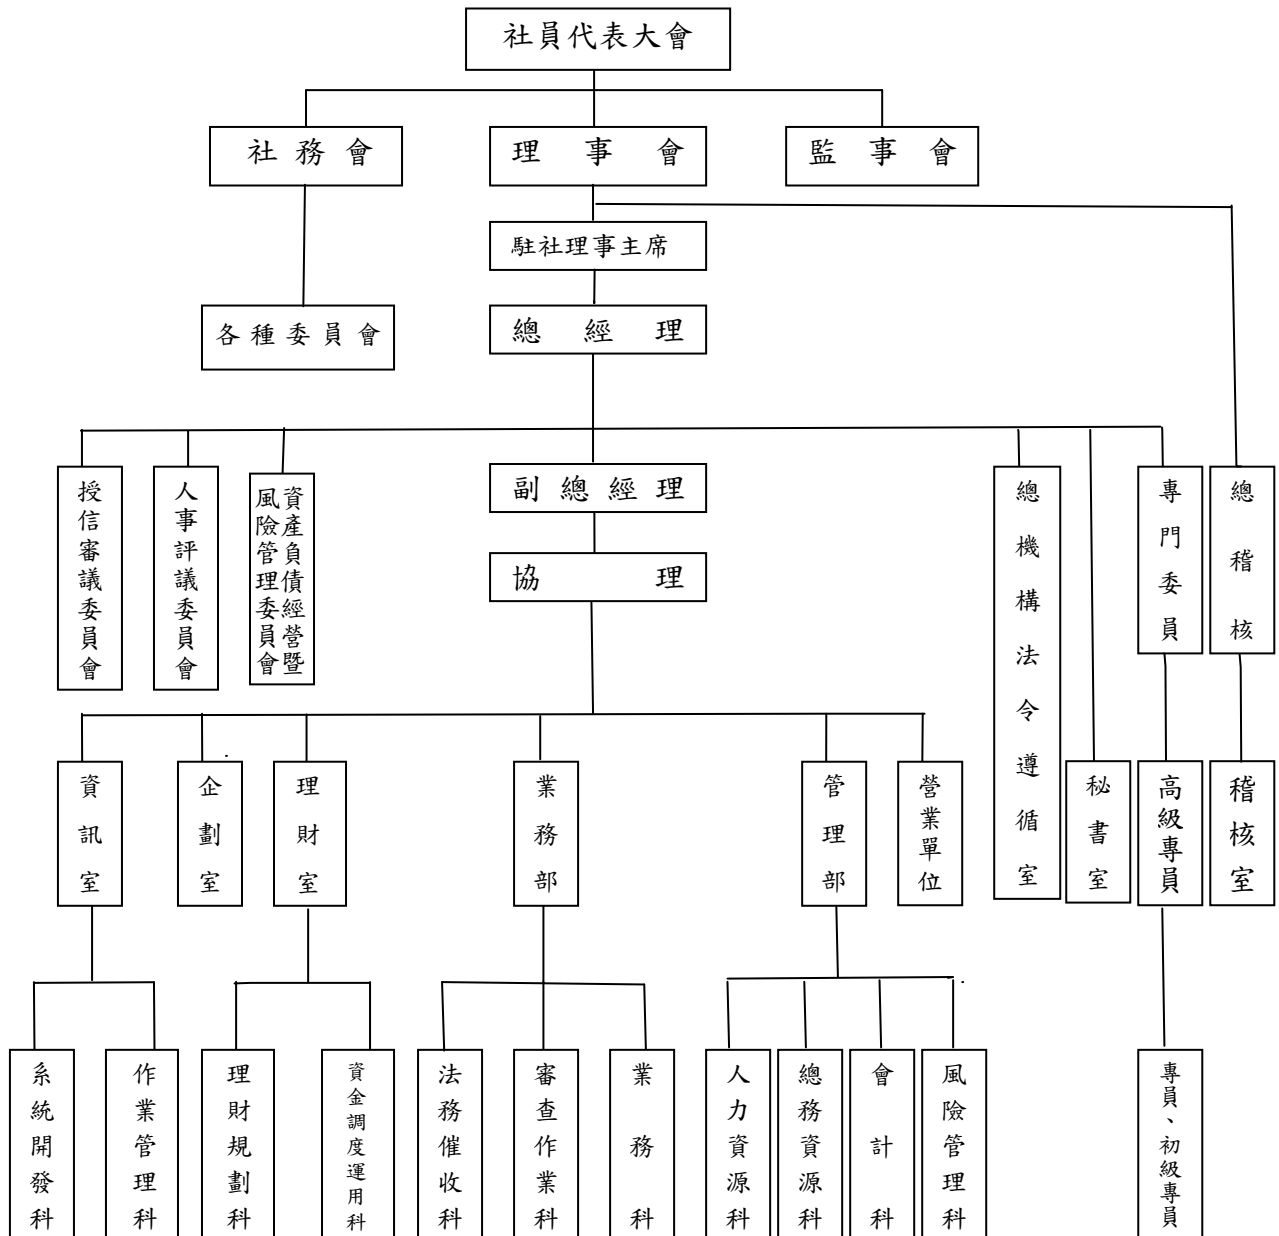 社員代表大會
社務會
理事會
監事會
駐社理事主席
各種委員會
總經理
授信審議委員會
人事評議委員會
資產負債經營暨
風險管理委員會
副總經理
總機構法令遵循室
專門委員
總稽核
協理
資訊室
企劃室
理財室
業務部
管理部
營業單位
秘書室
高級專員
稽核室
系統開發科
作業管理科
理財規劃科
資金調度運用科
法務催收科
審查作業科
業務科
人力資源科
總務資源科
會計科
風險管理科
專員、初級專員